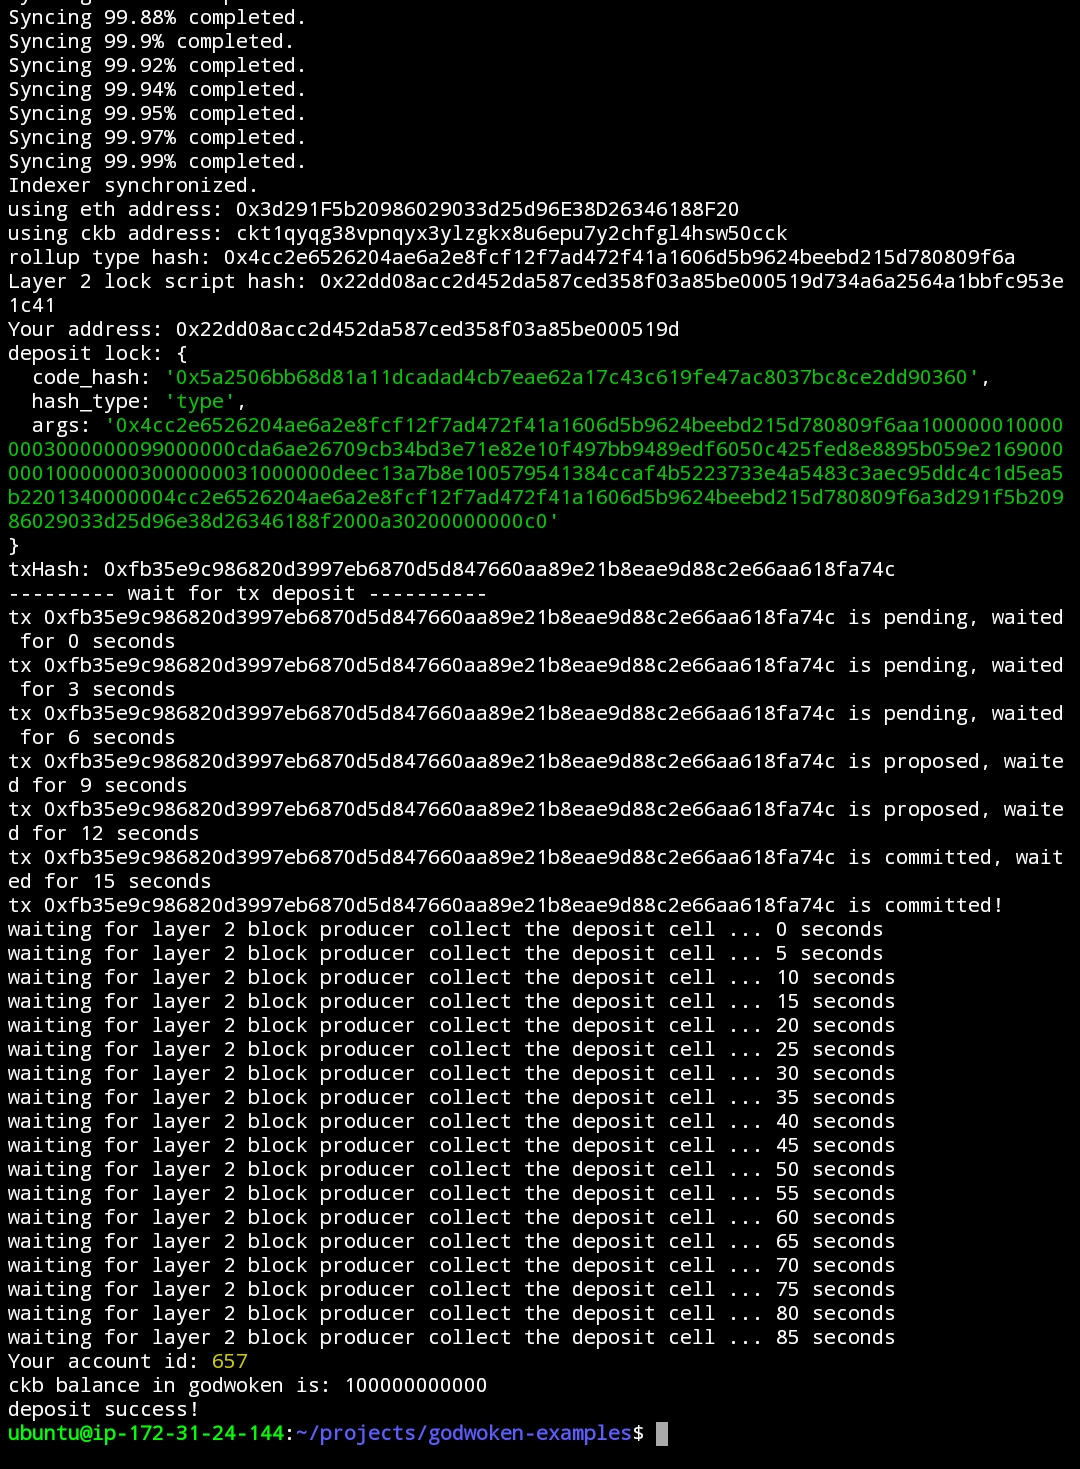 Syncing 99.88% completed.
Syncing 99.9% completed.
Syncing 99.92% completed.
Syncing 99.94% completed.
Syncing 99.95% completed.
Syncing 99.97% completed.
Syncing 99.99% completed.
Indexer synchronized.
using eth address: 0x3d291F5b20986029033d25d96E38D26346188F20
using ckb address: ckt1qyqg38vpnqyx3ylzgkx8u6epu7y2chfgl4hsw50cck
rollup type hash: 0x4cc2e6526204ae6a2e8fcf12f7ad472f41a1606d5b9624beebd215d780809f6a
Layer 2 lock script hash: 0x22dd08acc2d452da587ced358f03a85be000519d734a6a2564a1bbfc953e
1c41
Your address: 0x22dd08acc2d452da587ced358f03a85be000519d
deposit lock: {
  code_hash: '0x5a2506bb68d81a11dcadad4cb7eae62a17c43c619fe47ac8037bc8ce2dd90360',
  hash_type: 'type',
  args: '0x4cc2e6526204ae6a2e8fcf12f7ad472f41a1606d5b9624beebd215d780809f6aa100000010000
0003000000099000000cda6ae26709cb34bd3e71e82e10f497bb9489edf6050c425fed8e8895b059e2169000
000100000003000000031000000deec13a7b8e100579541384ccaf4b5223733e4a5483c3aec95ddc4c1d5ea5
b2201340000004cc2e6526204ae6a2e8fcf12f7ad472f41a1606d5b9624beebd215d780809f6a3d291f5b209
86029033d25d96e38d26346188f2000a30200000000c0'
}
txHash: 0xfb35e9c986820d3997eb6870d5d847660aa89e21b8eae9d88c2e66aa618fa74c
--------- wait for tx deposit ----------
tx 0xfb35e9c986820d3997eb6870d5d847660aa89e21b8eae9d88c2e66aa618fa74c is pending, waited
 for 0 seconds
tx 0xfb35e9c986820d3997eb6870d5d847660aa89e21b8eae9d88c2e66aa618fa74c is pending, waited
 for 3 seconds
tx 0xfb35e9c986820d3997eb6870d5d847660aa89e21b8eae9d88c2e66aa618fa74c is pending, waited
 for 6 seconds
tx 0xfb35e9c986820d3997eb6870d5d847660aa89e21b8eae9d88c2e66aa618fa74c is proposed, waite
d for 9 seconds
tx 0xfb35e9c986820d3997eb6870d5d847660aa89e21b8eae9d88c2e66aa618fa74c is proposed, waite
d for 12 seconds
tx 0xfb35e9c986820d3997eb6870d5d847660aa89e21b8eae9d88c2e66aa618fa74c is committed, wait
ed for 15 seconds
tx 0xfb35e9c986820d3997eb6870d5d847660aa89e21b8eae9d88c2e66aa618fa74c is committed!
waiting for layer 2 block producer collect the deposit cell ... 0 seconds
waiting for layer 2 block producer collect the deposit cell ... 5 seconds
waiting for layer 2 block producer collect the deposit cell ... 10 seconds
waiting for layer 2 block producer collect the deposit cell ... 15 seconds
waiting for layer 2 block producer collect the deposit cell ... 20 seconds
waiting for layer 2 block producer collect the deposit cell ... 25 seconds
waiting for layer 2 block producer collect the deposit cell ... 30 seconds
waiting for layer 2 block producer collect the deposit cell ... 35 seconds
waiting for layer 2 block producer collect the deposit cell ... 40 seconds
waiting for layer 2 block producer collect the deposit cell ... 45 seconds
waiting for layer 2 block producer collect the deposit cell ... 50 seconds
waiting for layer 2 block producer collect the deposit cell ... 55 seconds
waiting for layer 2 block producer collect the deposit cell ... 60 seconds
waiting for layer 2 block producer collect the deposit cell ... 65 seconds
waiting for layer 2 block producer collect the deposit cell ... 70 seconds
waiting for layer 2 block producer collect the deposit cell ... 75 seconds
waiting for layer 2 block producer collect the deposit cell ... 80 seconds
waiting for layer 2 block producer collect the deposit cell ... 85 seconds
Your account id: 657
ckb balance in godwoken is: 100000000000
deposit success!
ubuntu@ip-172-31-24-144:~/projects/godwoken-examples$